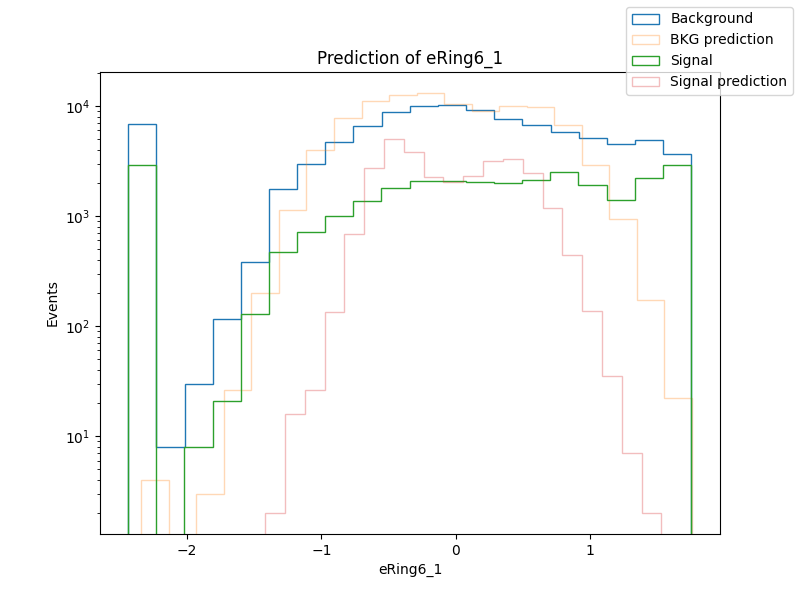 Background
BKG prediction
Signal
Signal prediction
Prediction of eRing6_1
10⁴
10³
10²
10¹
Events
−2
−1
0
1
eRing6_1